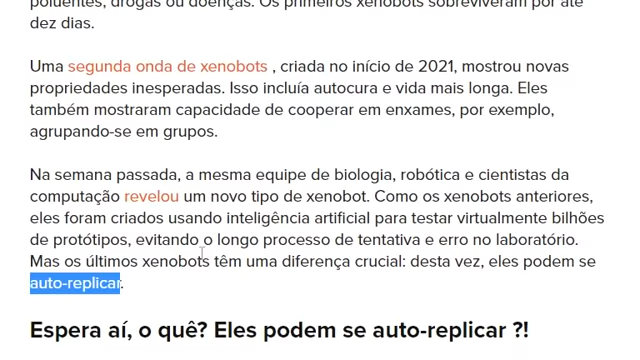 poluentes, drogas ou doenças. Os primeiros xenobots sobreviveram por até
dez dias.
Uma segunda onda de xenobots , criada no início de 2021, mostrou novas
propriedades inesperadas. Isso incluía autocura e vida mais longa. Eles
também mostraram capacidade de cooperar em enxames, por exemplo,
agrupando-se em grupos.
Na semana passada, a mesma equipe de biologia, robótica e cientistas da
computação revelou um novo tipo de xenobot. Como os xenobots anteriores,
eles foram criados usando inteligência artificial para testar virtualmente bilhões
de protótipos, evitando o longo processo de tentativa e erro no laboratório.
Mas os últimos xenobots têm uma diferença crucial: desta vez, eles podem se
auto-replicar.
Espera aí, o quê? Eles podem se auto-replicar ?!